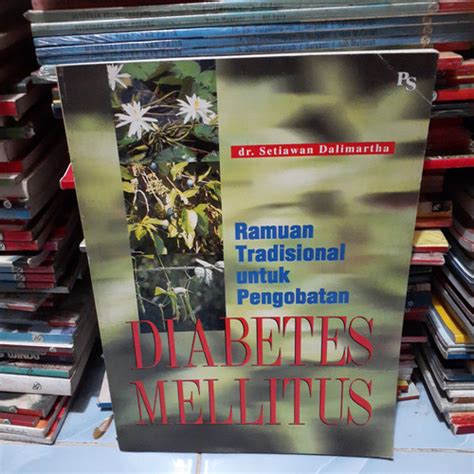 PS
dr. Setiawan Dalimartha
Ramuan
Tradisional
untuk
Pengobatan
DIABETES
MELLITUS